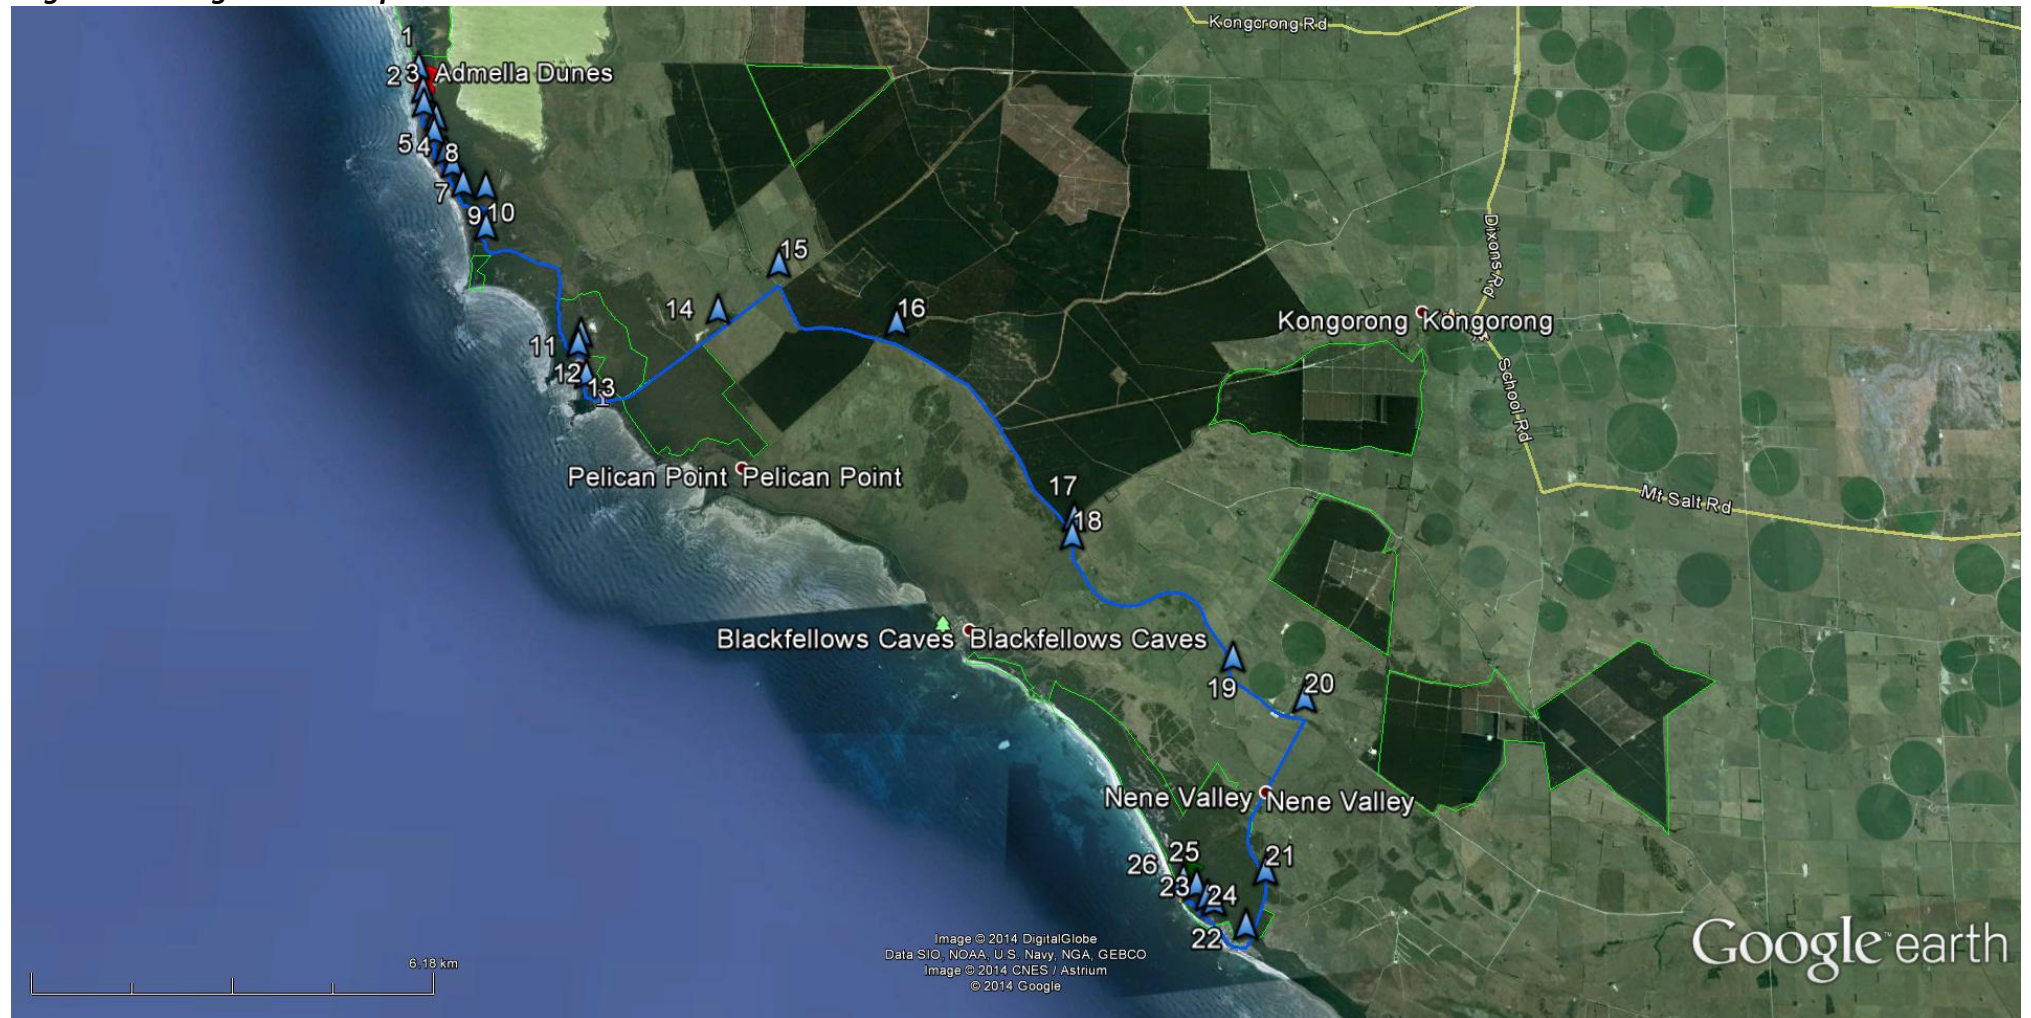 Kongorong Rd
1
2 3 Admella Dunes
5 4 8
7
9 10
15
14
16
Dixons Rd
Kongorong Kongorong
11
12
13
School Rd
Pelican Point Pelican Point
17
18
Mt Salt Rd
Blackfellows Caves Blackfellows Caves
19
20
Nene Valley Nene Valley
25
21
26
23
24
22
Google earth
6.18 km
Image © 2014 DigitalGlobe
Data SIO, NOAA, U.S. Navy, NGA, GEBCO
Image © 2014 CNES / Astrium
© 2014 Google